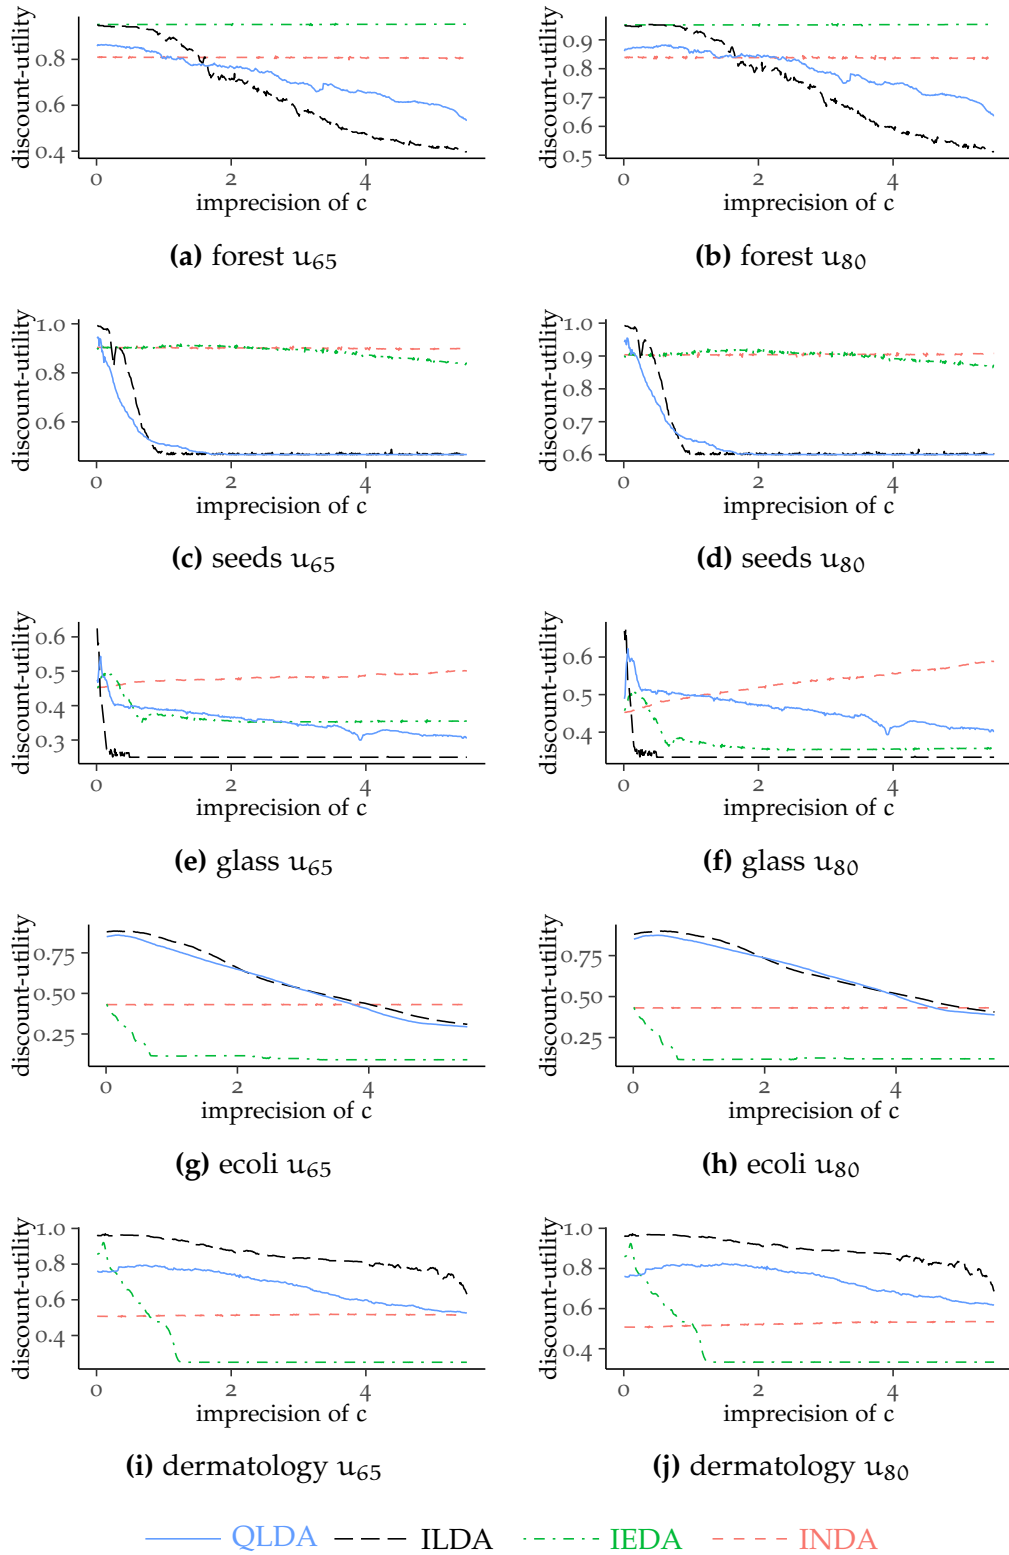 discount-utility
0.8
0.6
0.4
0 2 4
imprecision of c
(a) forest u65
discount-utility
0.9
0.8
0.7
0.6
0.5
0 2 4
imprecision of c
(b) forest u80
discount-utility
1.0
0.8
0.6
0 2 4
imprecision of c
(c) seeds u65
discount-utility
1.0
0.9
0.8
0.7
0.6
0 2 4
imprecision of c
(d) seeds u80
discount-utility
0.6
0.5
0.4
0.3
0 2 4
imprecision of c
(e) glass u65
discount-utility
0.6
0.5
0.4
0 2 4
imprecision of c
(f) glass u80
discount-utility
0.75
0.50
0.25
0 2 4
imprecision of c
(g) ecoli u65
discount-utility
0.75
0.50
0.25
0 2 4
imprecision of c
(h) ecoli u80
discount-utility
1.0
0.8
0.6
0.4
0 2 4
imprecision of c
(i) dermatology u65
discount-utility
1.0
0.8
0.6
0.4
0 2 4
imprecision of c
(j) dermatology u80
QLDA ILDA IEDA INDA